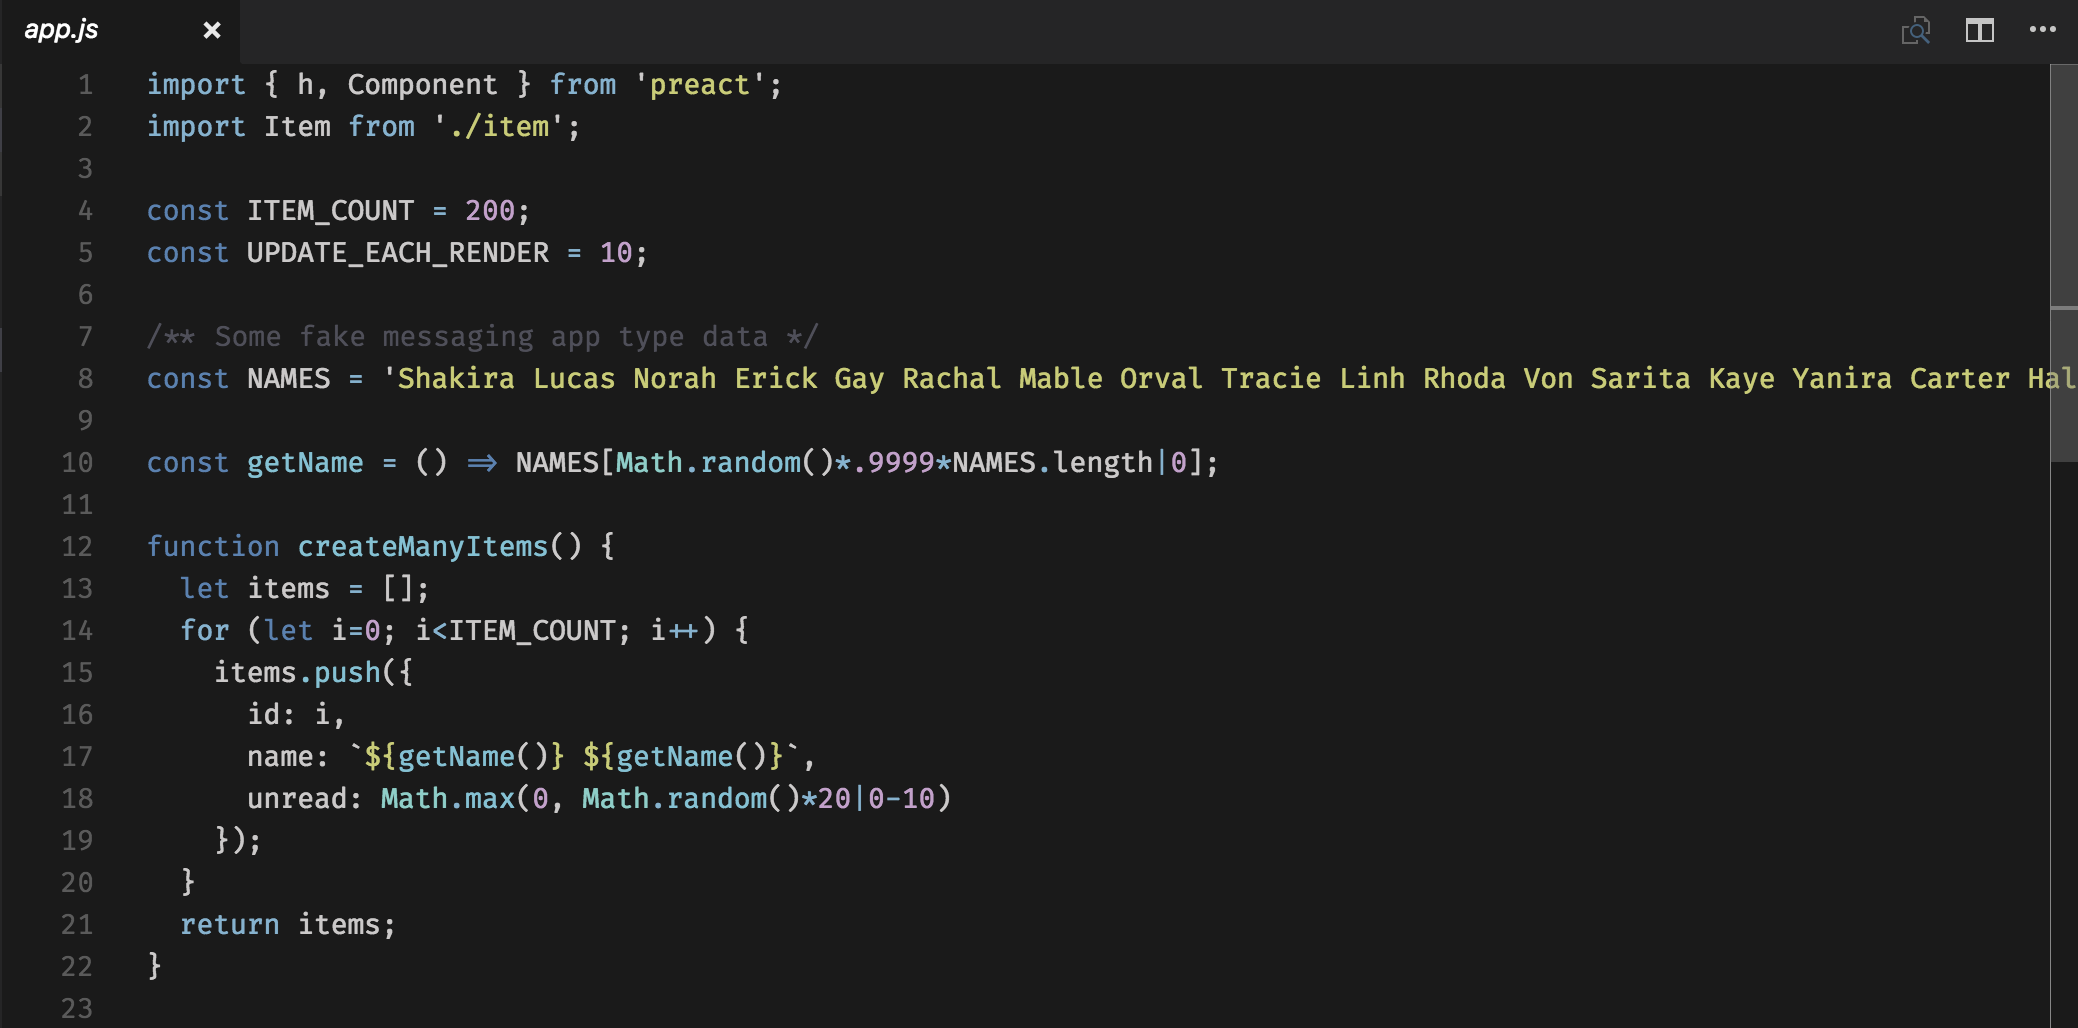 app.js
1 import { h, Component } from 'preact';
2 import Item from './item';
3
4 const ITEM_COUNT = 200;
5 const UPDATE_EACH_RENDER = 10;
6
7 /** Some fake messaging app type data */
8 const NAMES = 'Shakira Lucas Norah Erick Gay Rachal Mable Orval Tracie Linh Rhoda Von Sarita Kaye Yanira Carter Hal
9
10 const getName = () => NAMES[Math.random()*.9999*NAMES.length|0];
11
12 function createManyItems() {
13 let items = [];
14 for (let i=0; i<ITEM_COUNT; i++) {
15 items.push({
16 id: i,
17 name: `${getName()} ${getName()}`,
18 unread: Math.max(0, Math.random()*20|0-10)
19 });
20 }
21 return items;
22 }
23